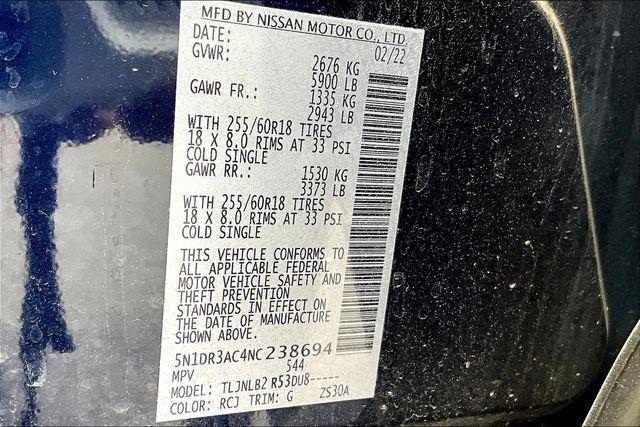 MFD BY NISSAN MOTOR CO., LTD
DATE: 02/22
GVWR: 2676 KG
5900 LB
GAWR FR.: 1335 KG
2943 LB
WITH 255/60R18 TIRES
18 X 8.0 RIMS AT 33 PSI
COLD SINGLE
GAWR RR.: 1530 KG
3373 LB
WITH 255/60R18 TIRES
18 X 8.0 RIMS AT 33 PSI
COLD SINGLE
THIS VEHICLE CONFORMS TO
ALL APPLICABLE FEDERAL
MOTOR VEHICLE SAFETY AND
THEFT PREVENTION
STANDARDS IN EFFECT ON
THE DATE OF MANUFACTURE
SHOWN ABOVE.
5N1DR3AC4NC238694
MPV 544
MODEL: TLJNLB2 R53DU8-----
COLOR: RCJ TRIM: G ZS30A